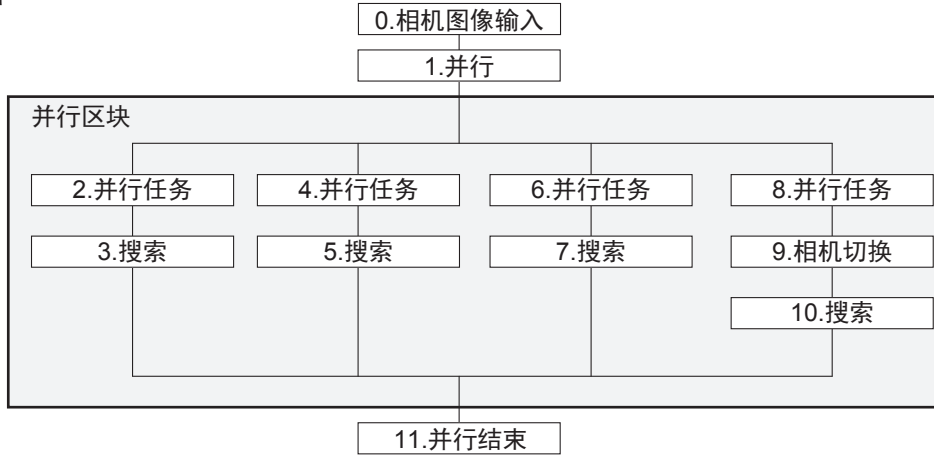 0.相机图像输入
1.并行
并行区块
2.并行任务
4.并行任务
6.并行任务
8.并行任务
3.搜索
5.搜索
7.搜索
9.相机切换
10.搜索
11.并行结束